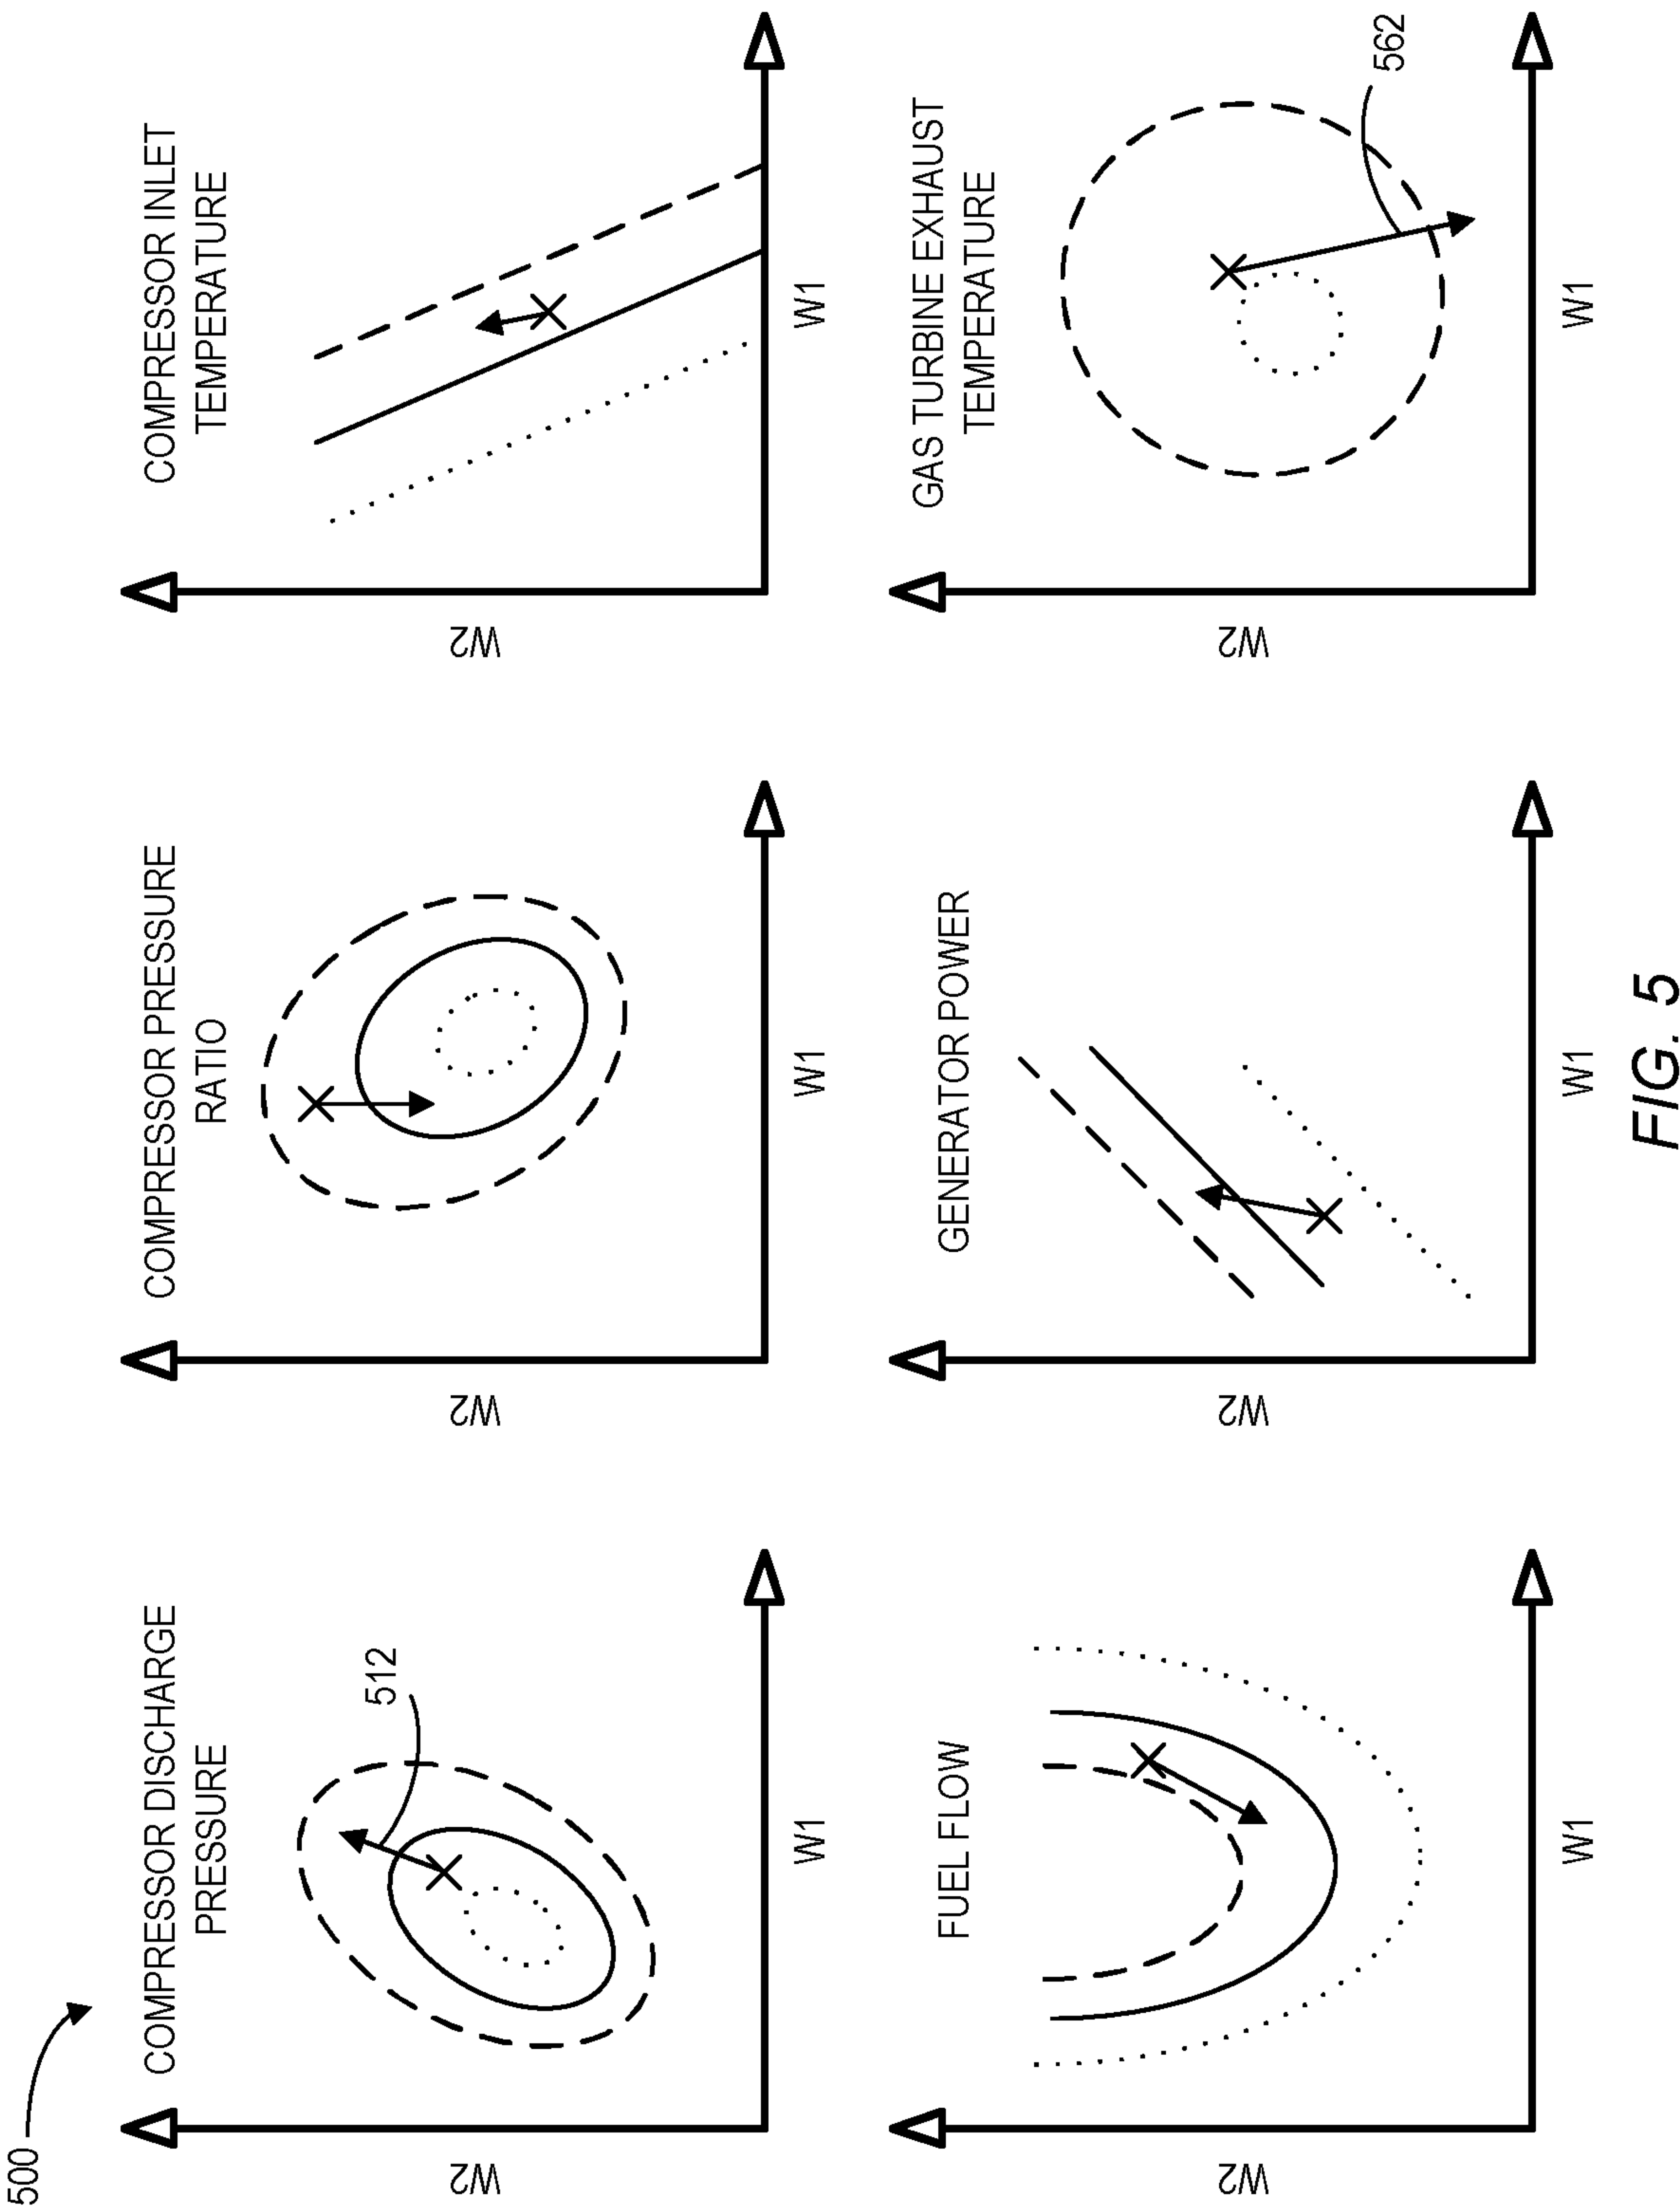 500
COMPRESSOR DISCHARGE
PRESSURE
512
W2
W1
COMPRESSOR PRESSURE
RATIO
W2
W1
COMPRESSOR INLET
TEMPERATURE
W2
W1
FUEL FLOW
W2
W1
GENERATOR POWER
W2
W1
GAS TURBINE EXHAUST
TEMPERATURE
562
W2
W1
FIG. 5